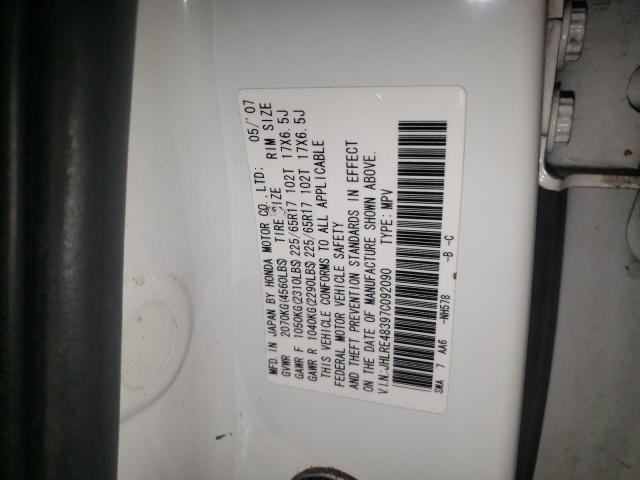 MFD. IN JAPAN BY HONDA MOTOR CO., LTD: 05/'07
GVWR 2070KG(4560LBS) TIRE SIZE RIM SIZE
GAWR F 1050KG(2310LBS) 225/65R17 102T 17X6.5J
GAWR R 1040KG(2290LBS) 225/65R17 102T 17X6.5J
THIS VEHICLE CONFORMS TO ALL APPLICABLE
FEDERAL MOTOR VEHICLE SAFETY
AND THEFT PREVENTION STANDARDS IN EFFECT
ON THE DATE OF MANUFACTURE SHOWN ABOVE.
V.I.N:JHLRE48397C092090 TYPE: MPV
SWA 7 AA6 -NH578 -B -C